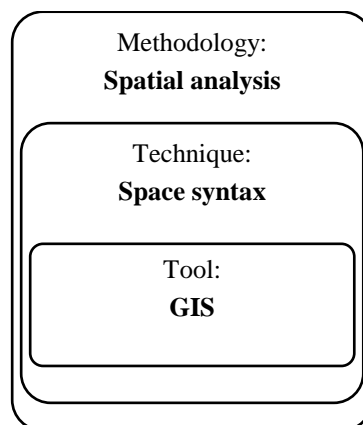 Methodology:
Spatial analysis
Technique:
Space syntax
Tool:
GIS